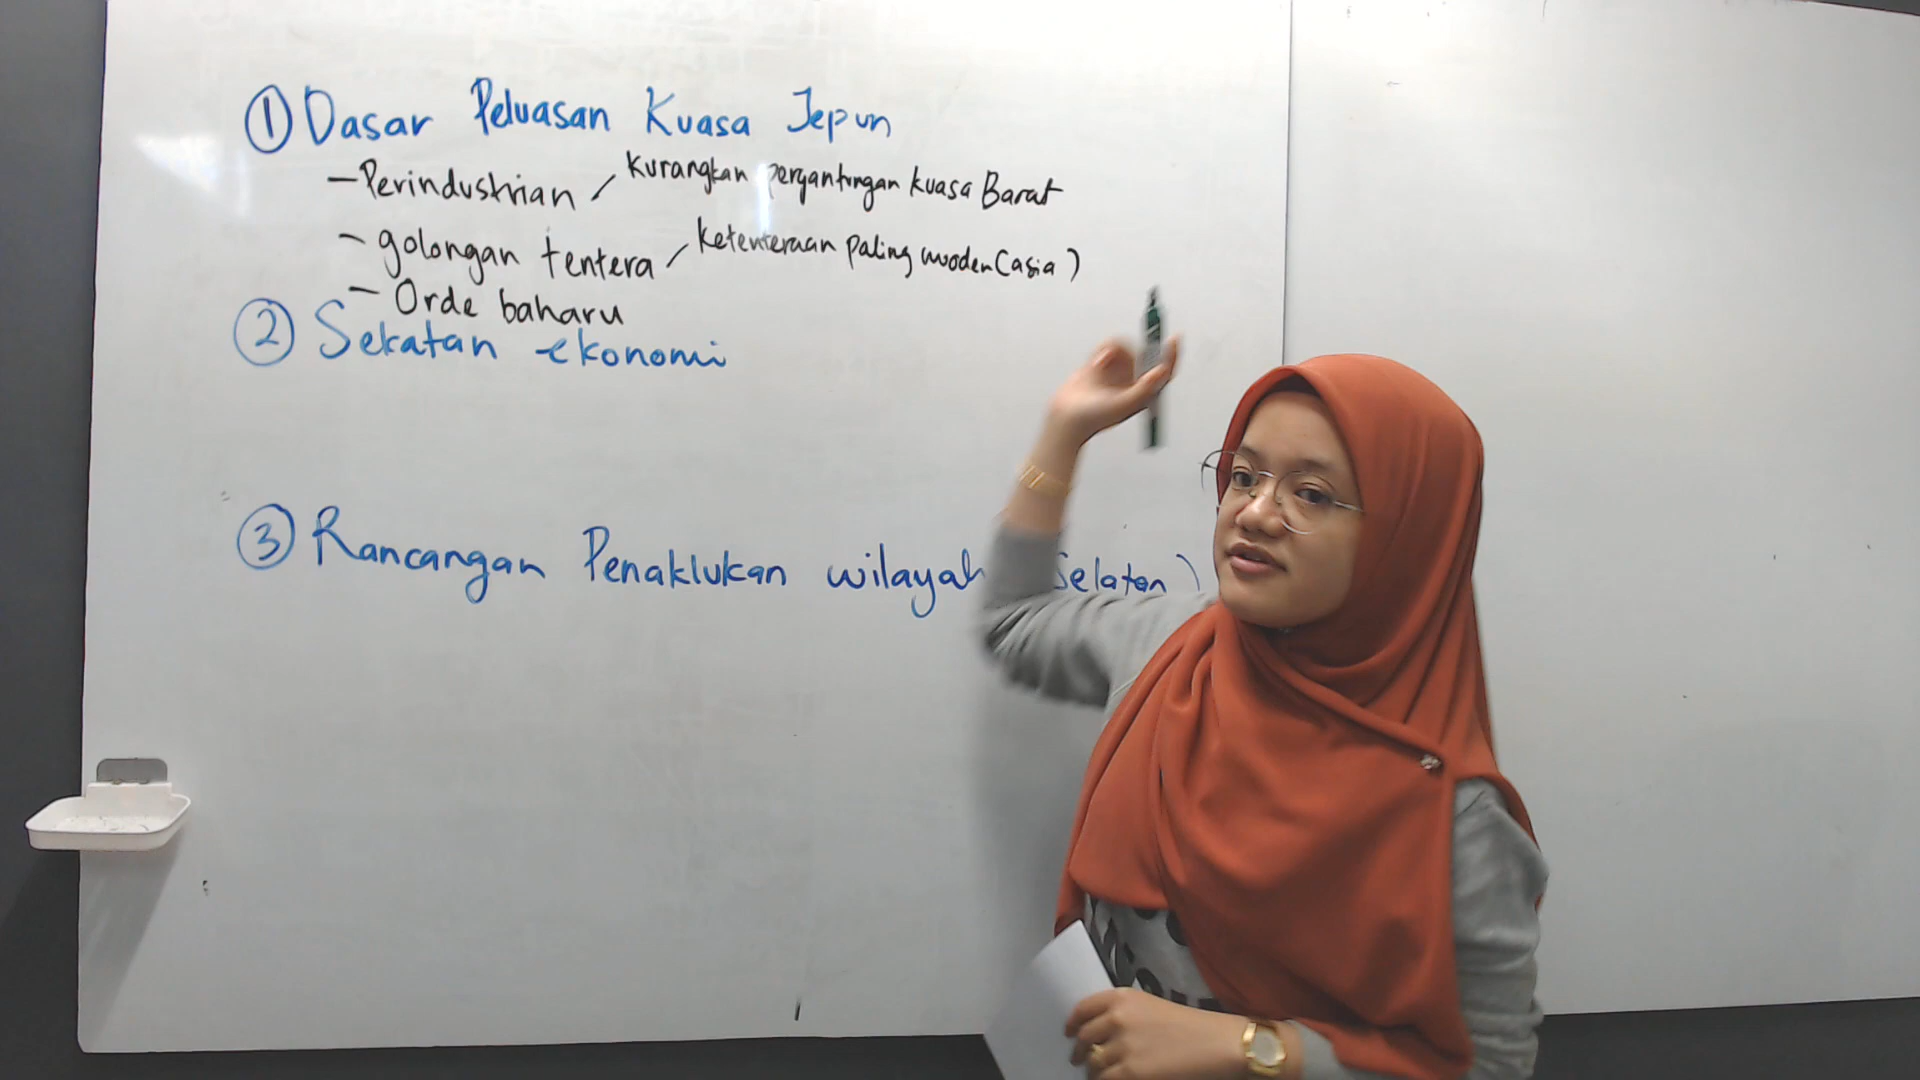 ① Dasar Peluasan Kuasa Jepun
- Perindustrian / Kurangkan pergantungan kuasa Barat
- golongan tentera / Ketenteraan paling moden (asia)
- Orde baharu
② Sekatan ekonomi
③ Rancangan Penaklukan wilayah Selatan)